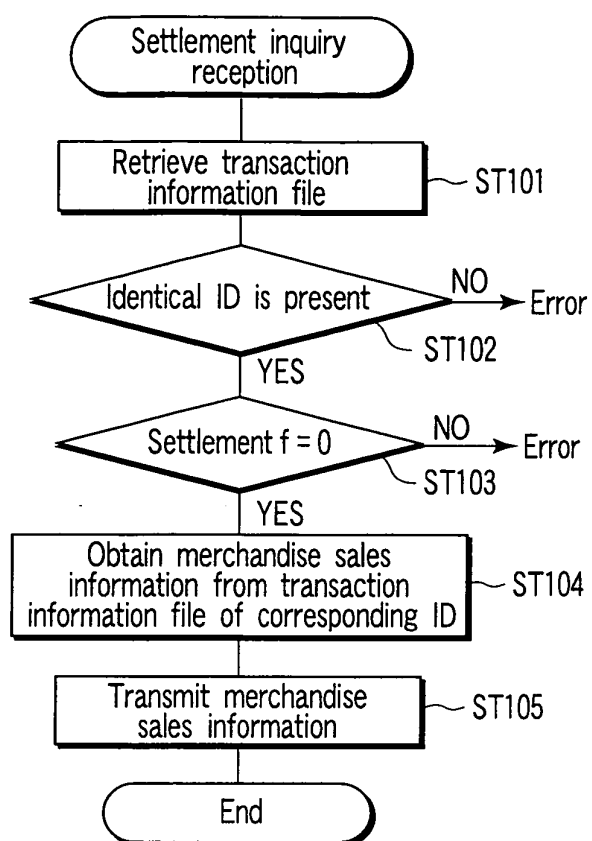 Settlement inquiry
reception
Retrieve transaction
information file
ST101
Identical ID is present
NO
Error
ST102
YES
Settlement f = 0
NO
Error
ST103
YES
Obtain merchandise sales
information from transaction
information file of corresponding ID
ST104
Transmit merchandise
sales information
ST105
End